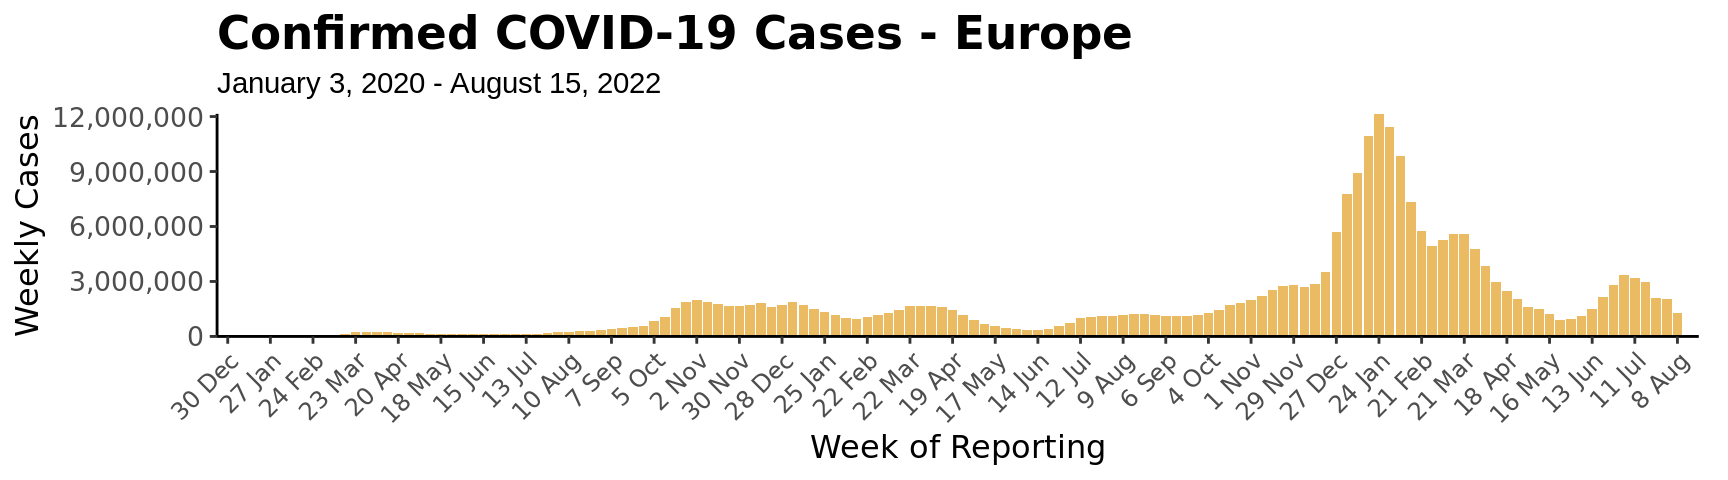 Confirmed COVID-19 Cases - Europe
January 3, 2020 - August 15, 2022
Weekly Cases
12,000,000
9,000,000
6,000,000
3,000,000
0
30 Dec
27 Jan
24 Feb
23 Mar
20 Apr
18 May
15 Jun
13 Jul
10 Aug
7 Sep
5 Oct
2 Nov
30 Nov
28 Dec
25 Jan
22 Feb
22 Mar
19 Apr
17 May
14 Jun
12 Jul
9 Aug
6 Sep
4 Oct
1 Nov
29 Nov
27 Dec
24 Jan
21 Feb
21 Mar
18 Apr
16 May
13 Jun
11 Jul
8 Aug
Week of Reporting